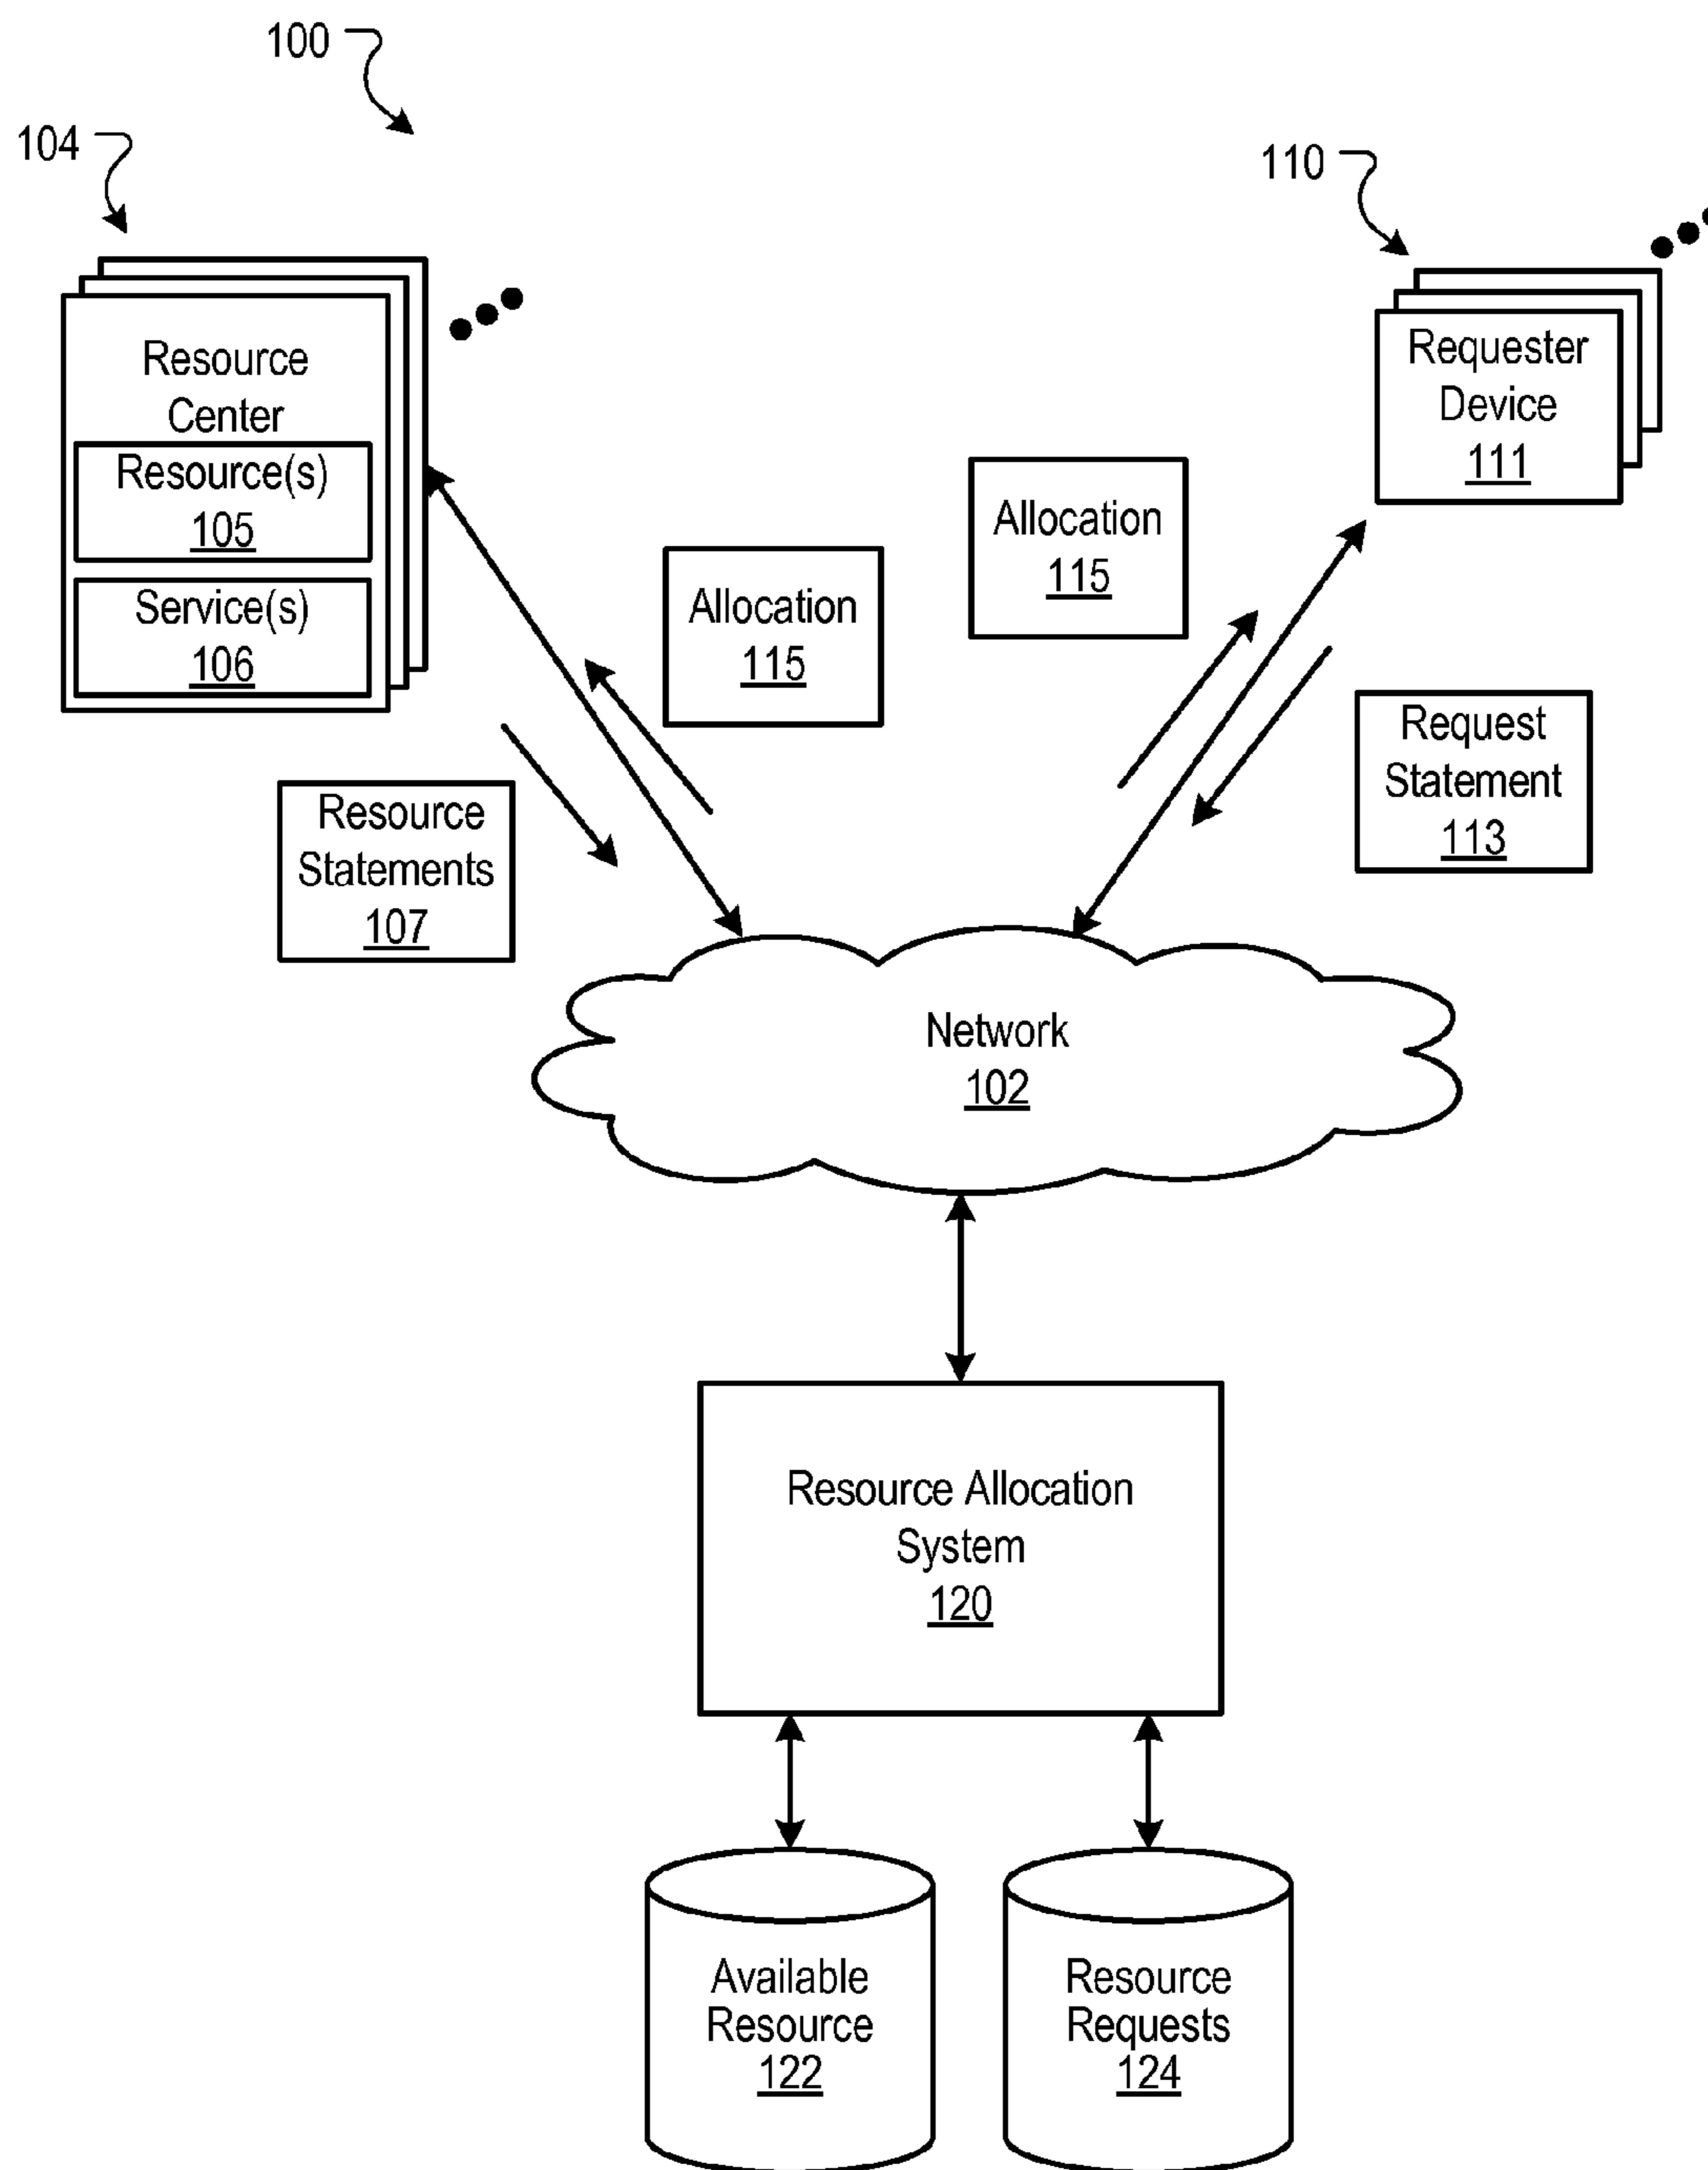 100
104
110
Resource
Center
Resource(s)
105
Service(s)
106
Requester
Device
111
Allocation
115
Allocation
115
Request
Statement
113
Resource
Statements
107
Network
102
Resource Allocation
System
120
Available
Resource
122
Resource
Requests
124